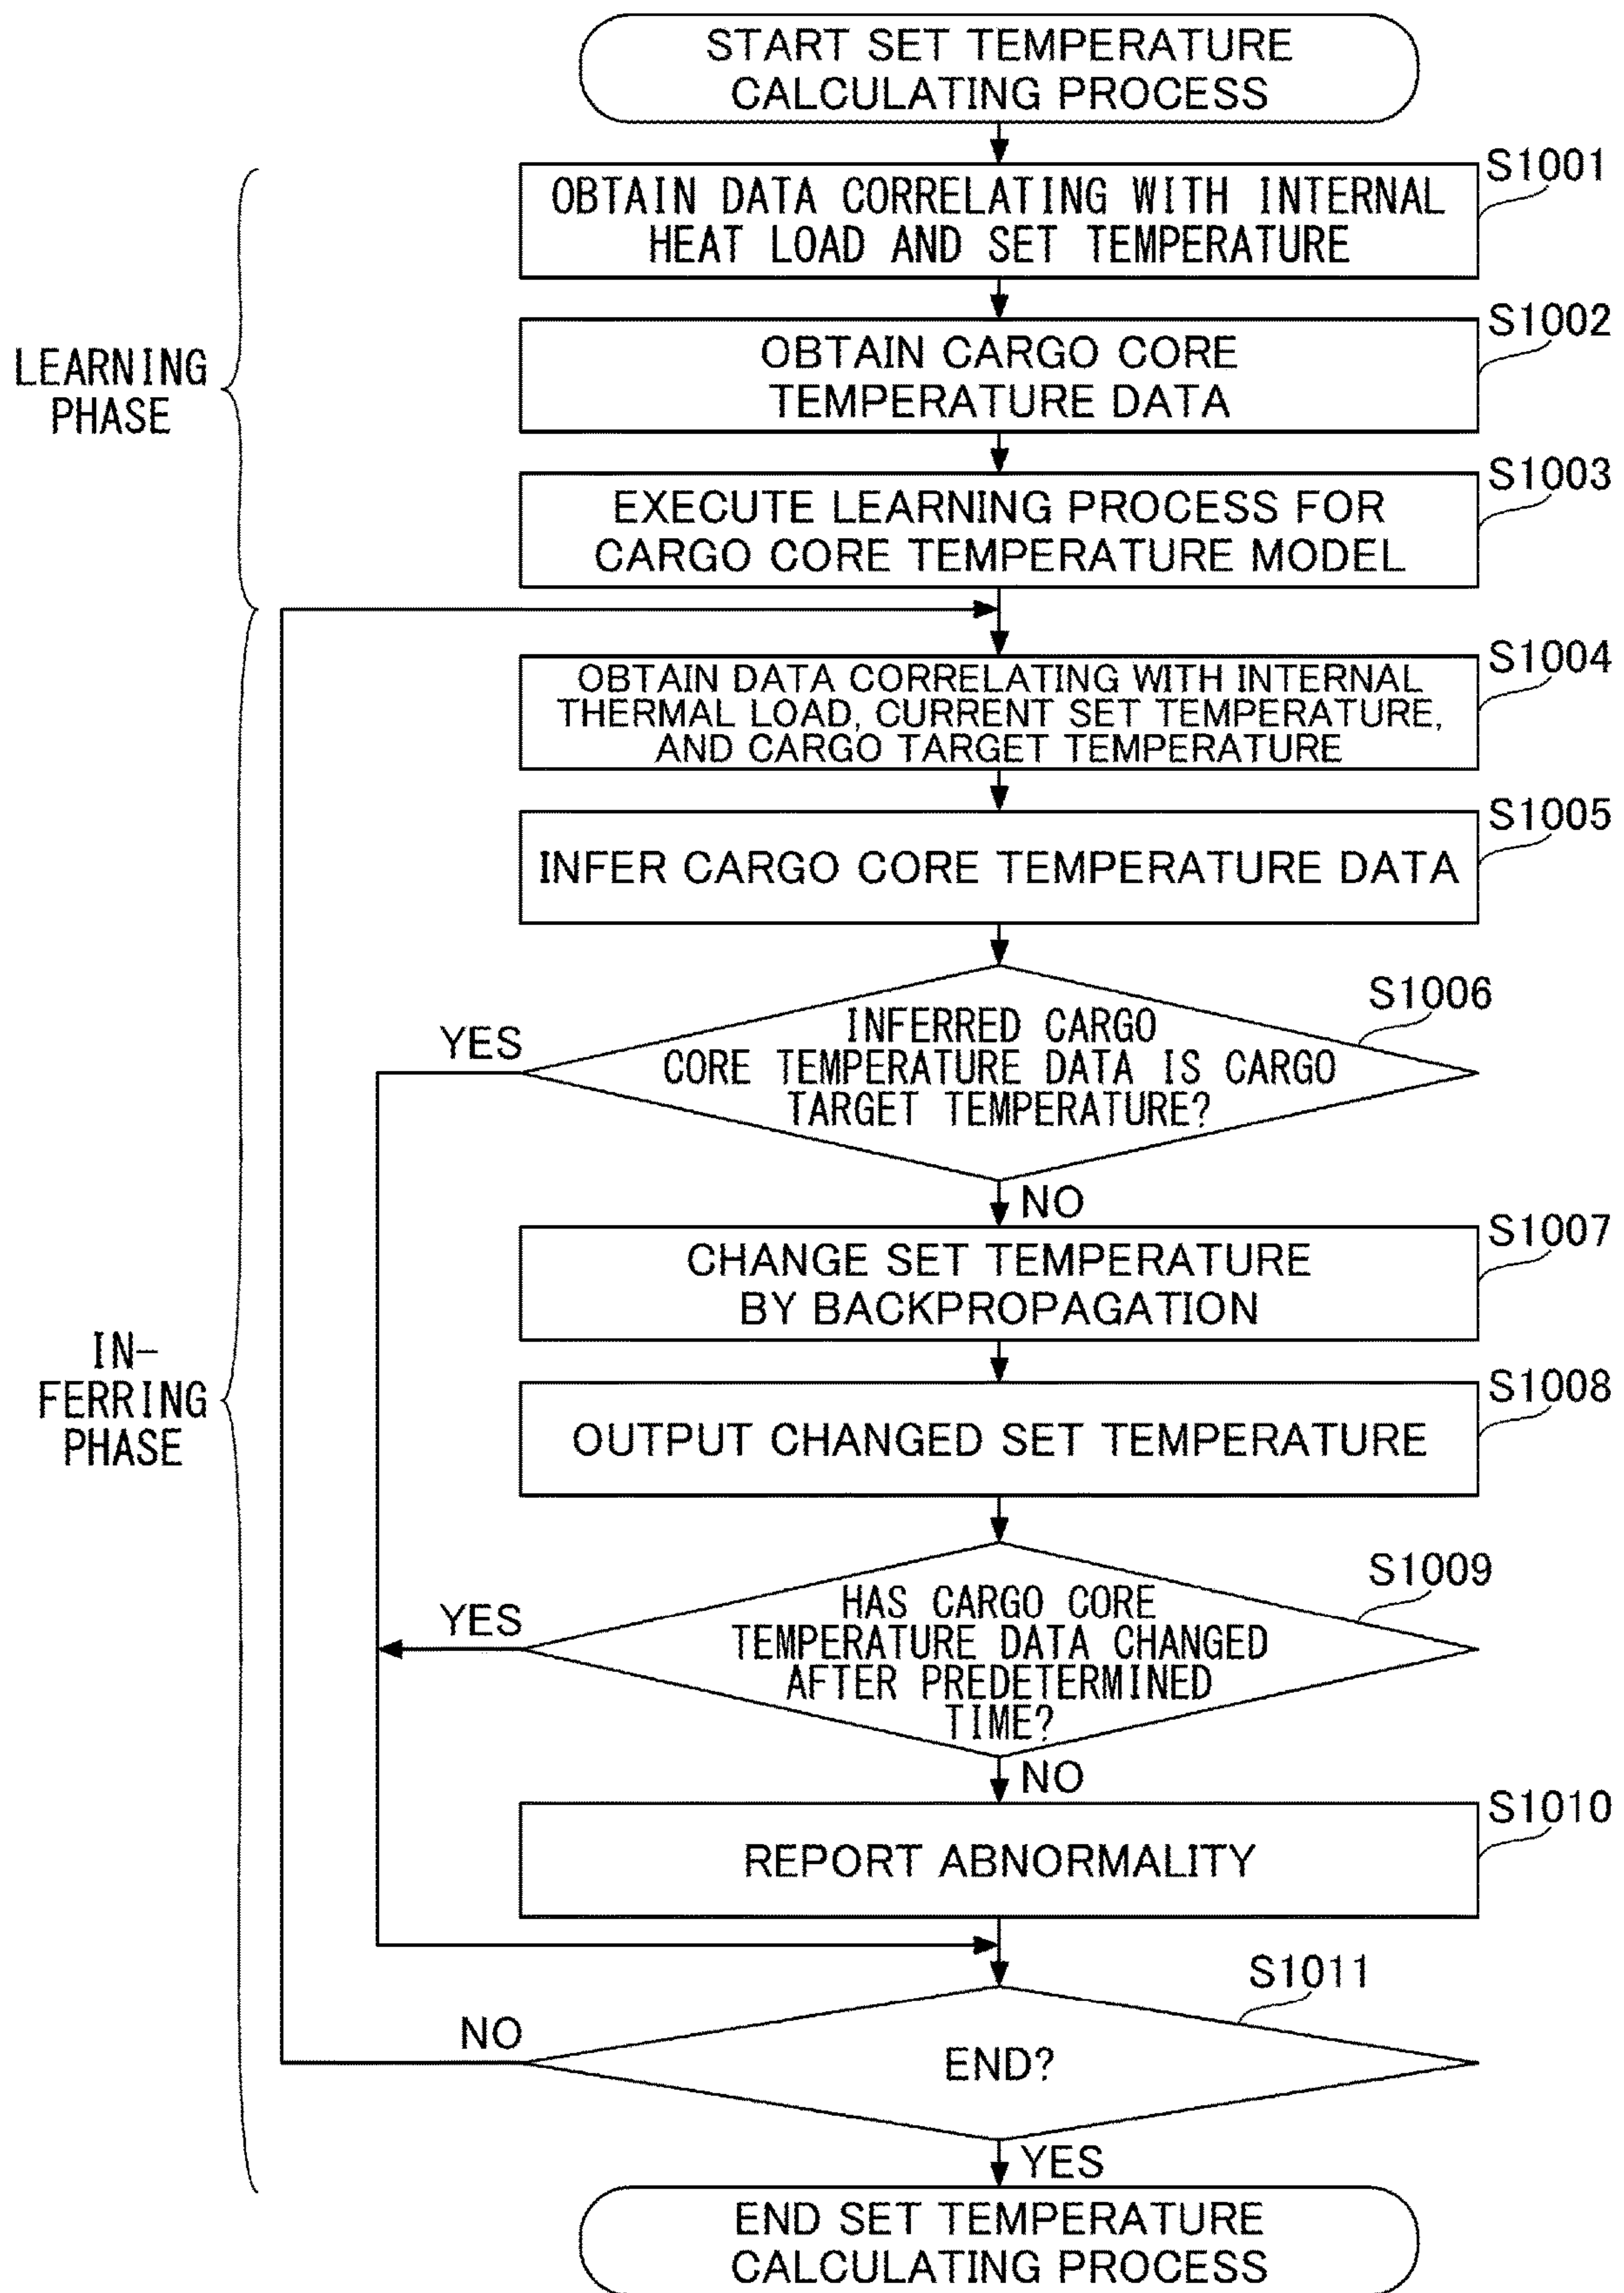 START SET TEMPERATURE
CALCULATING PROCESS
S1001
OBTAIN DATA CORRELATING WITH INTERNAL
HEAT LOAD AND SET TEMPERATURE
S1002
OBTAIN CARGO CORE
TEMPERATURE DATA
LEARNING
PHASE
S1003
EXECUTE LEARNING PROCESS FOR
CARGO CORE TEMPERATURE MODEL
S1004
OBTAIN DATA CORRELATING WITH INTERNAL
THERMAL LOAD, CURRENT SET TEMPERATURE,
AND CARGO TARGET TEMPERATURE
S1005
INFER CARGO CORE TEMPERATURE DATA
S1006
YES
INFERRED CARGO
CORE TEMPERATURE DATA IS CARGO
TARGET TEMPERATURE?
NO
S1007
CHANGE SET TEMPERATURE
BY BACKPROPAGATION
IN-
FERRING
PHASE
S1008
OUTPUT CHANGED SET TEMPERATURE
S1009
YES
HAS CARGO CORE
TEMPERATURE DATA CHANGED
AFTER PREDETERMINED
TIME?
NO
S1010
REPORT ABNORMALITY
S1011
NO
END?
YES
END SET TEMPERATURE
CALCULATING PROCESS